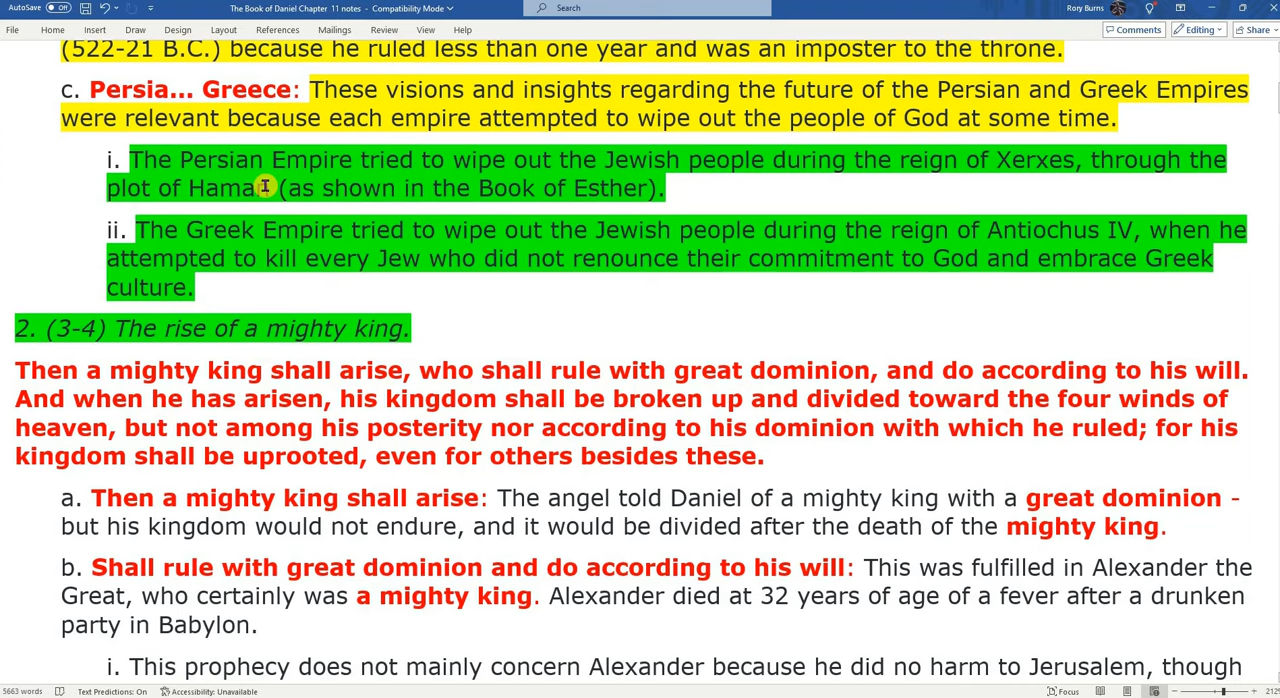 AutoSave Off The Book of Daniel Chapter 11 notes - Compatibility Mode Search Rory Burns
File Home Insert Draw Design Layout References Mailings Review View Help Comments Editing Share
(522-21 B.C.) because he ruled less than one year and was an imposter to the throne.
c. Persia... Greece: These visions and insights regarding the future of the Persian and Greek Empires
were relevant because each empire attempted to wipe out the people of God at some time.
i. The Persian Empire tried to wipe out the Jewish people during the reign of Xerxes, through the
plot of Hama (as shown in the Book of Esther).
ii. The Greek Empire tried to wipe out the Jewish people during the reign of Antiochus IV, when he
attempted to kill every Jew who did not renounce their commitment to God and embrace Greek
culture.
2. (3-4) The rise of a mighty king.
Then a mighty king shall arise, who shall rule with great dominion, and do according to his will.
And when he has arisen, his kingdom shall be broken up and divided toward the four winds of
heaven, but not among his posterity nor according to his dominion with which he ruled; for his
kingdom shall be uprooted, even for others besides these.
a. Then a mighty king shall arise: The angel told Daniel of a mighty king with a great dominion -
but his kingdom would not endure, and it would be divided after the death of the mighty king.
b. Shall rule with great dominion and do according to his will: This was fulfilled in Alexander the
Great, who certainly was a mighty king. Alexander died at 32 years of age of a fever after a drunken
party in Babylon.
i. This prophecy does not mainly concern Alexander because he did no harm to Jerusalem, though
5663 words Text Predictions: On Accessibility: Unavailable Focus